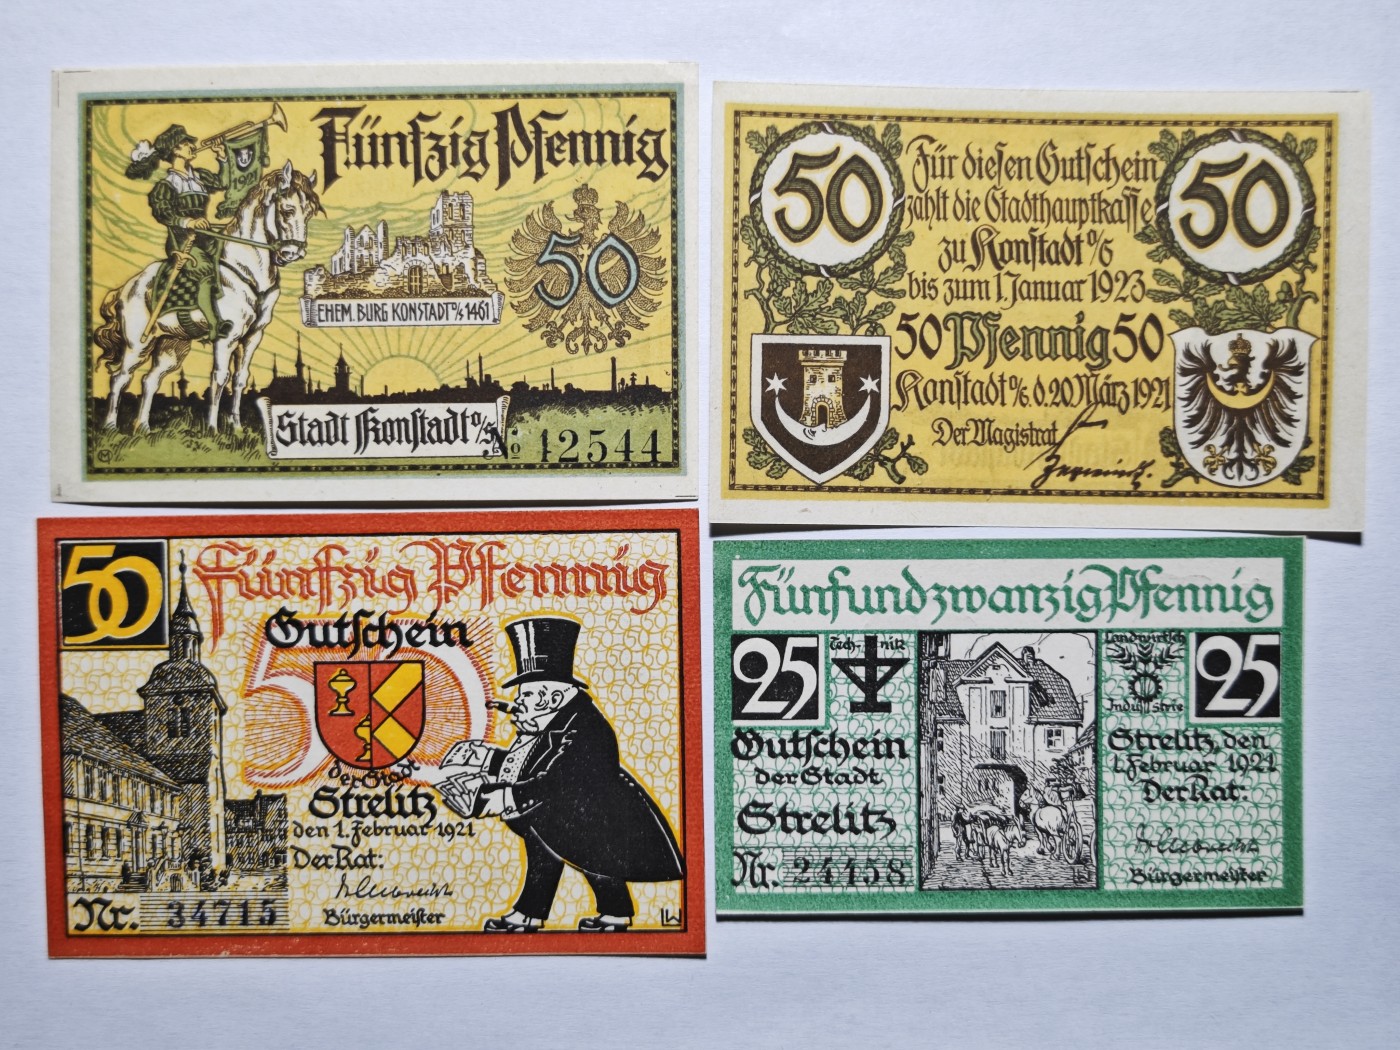 Fünfzig Pfennig
50
EHEM. BURG KONSTADT O/S 1461
Stadt Konstadt O/S
No 12544
50
50
Für diesen Gutschein
zahlt die Stadthauptkasse
zu Konstadt O/S
bis zum 1. Januar 1923
50 Pfennig 50
Konstadt O/S. d. 20. März 1921
Der Magistrat
50
Fünfzig Pfennig
Gutschein
50
der Stadt
Strelitz
den 1. Februar 1921
Der Rat:
Bürgermeister
Nr. 34715
LW
Fünfundzwanzig Pfennig
25
Technik
Landwirtsch
Industrie
25
Gutschein
der Stadt
Strelitz
Nr. 24458
Strelitz, den
1. Februar 1921
Der Rat:
Bürgermeister